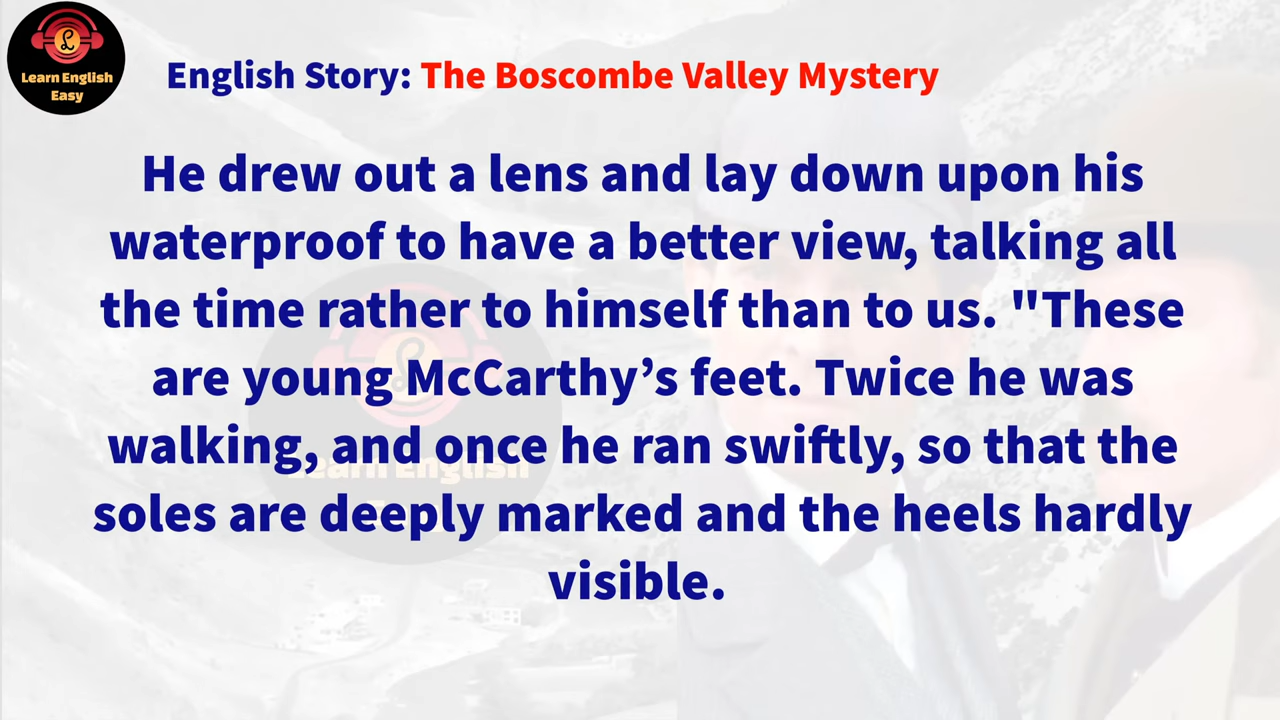 Learn English
Easy
English Story: The Boscombe Valley Mystery
He drew out a lens and lay down upon his
waterproof to have a better view, talking all
the time rather to himself than to us. "These
are young McCarthy’s feet. Twice he was
walking, and once he ran swiftly, so that the
soles are deeply marked and the heels hardly
visible.
Learn English